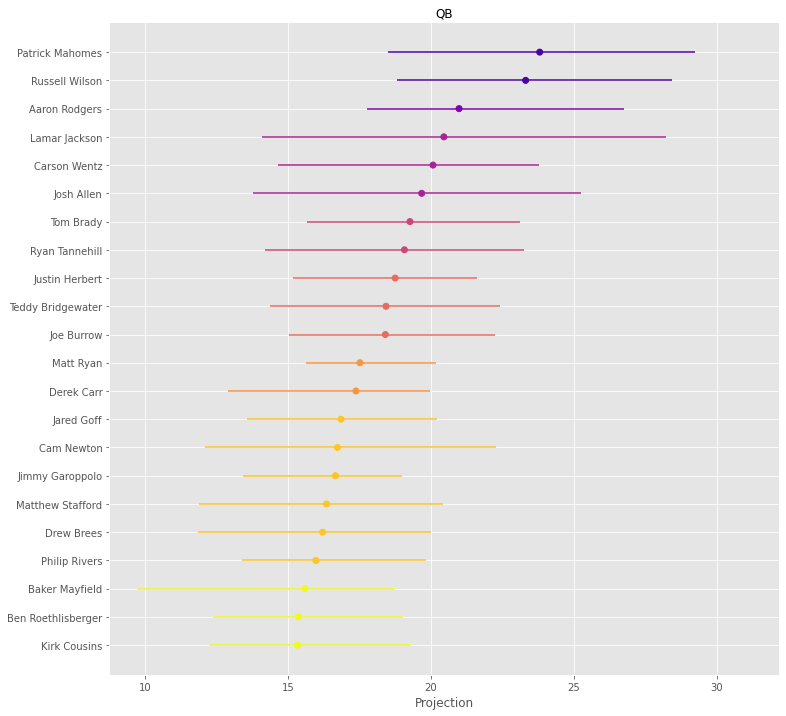 QB
Patrick Mahomes
Russell Wilson
Aaron Rodgers
Lamar Jackson
Carson Wentz
Josh Allen
Tom Brady
Ryan Tannehill
Justin Herbert
Teddy Bridgewater
Joe Burrow
Matt Ryan
Derek Carr
Jared Goff
Cam Newton
Jimmy Garoppolo
Matthew Stafford
Drew Brees
Philip Rivers
Baker Mayfield
Ben Roethlisberger
Kirk Cousins
10 15 20 25 30
Projection